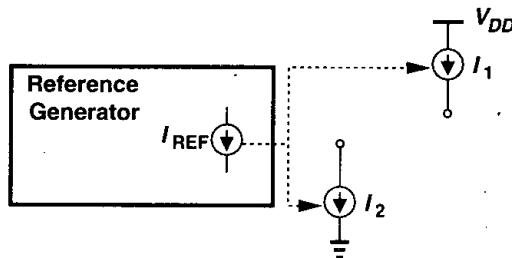 V_DD
Reference
Generator
I_1
I_REF
I_2